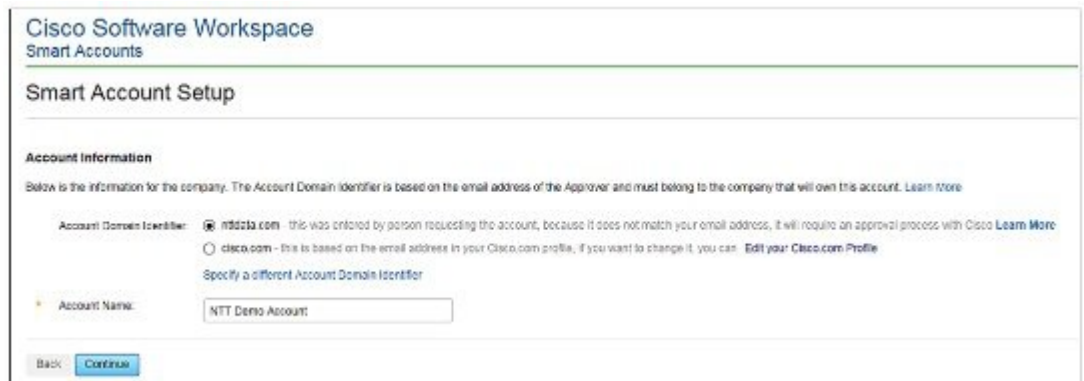 Cisco Software Workspace
Smart Accounts
Smart Account Setup
Account Information
Below is the information for the company. The Account Domain Identifier is based on the email address of the Approver and must belong to the company that will own this account. Learn More
Account Domain Identifier: nttdata.com - this was entered by person requesting the account, because it does not match your email address, it will require an approval process with Cisco Learn More
cisco.com - this is based on the email address in your Cisco.com profile, if you want to change it, you can Edit your Cisco.com Profile
Specify a different Account Domain Identifier
* Account Name: NTT Demo Account
Back Continue